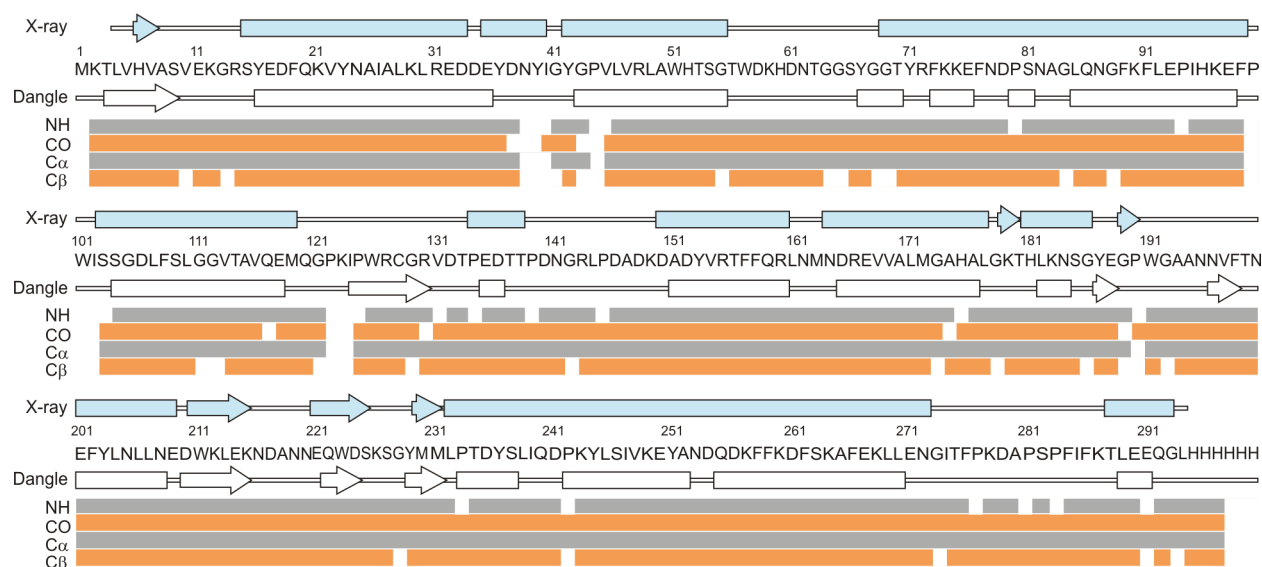 X-ray
1 11 21 31 41 51 61 71 81 91
MKTLVHVASVEKGRSYEDFQKVYNAIALKLREDDEYDNYIGYGPVLVRLAWHTSGTWDKHDNTGGSYGGTYRFKKEFNDPSNAGLQNGFKFLEPIHKEFP
Dangle
NH
CO
Cα
Cβ
X-ray
101 111 121 131 141 151 161 171 181 191
WISSGDLFSLGGVTAVQEMQGPKIPWRCGRVDTPEDTTPDNGRLPDADKDADYVRTFFQRLNMNDREVVALMGAHALGKTHLKNSGYEGPWGAANNVFTN
Dangle
NH
CO
Cα
Cβ
X-ray
201 211 221 231 241 251 261 271 281 291
EFYLNLLNEDWKLEKNDANNEQWDSKSGYMMLPTDYSLIQDPKYLSIVKEYANDQDKFFKDFSKAFEKLLENGITFPKDAPSPFIFKTLEEQGLHHHHHH
Dangle
NH
CO
Cα
Cβ